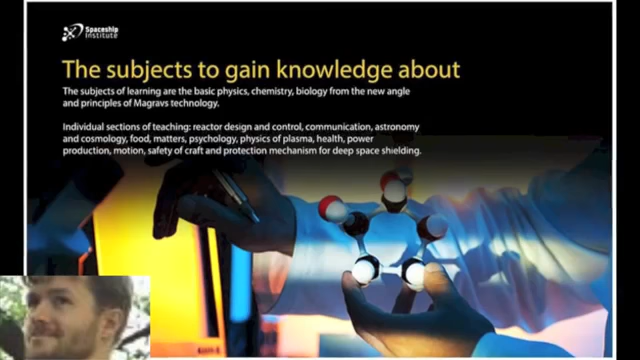 Spaceship
Institute
The subjects to gain knowledge about
The subjects of learning are the basic physics, chemistry, biology from the new angle
and principles of Magravs technology.
Individual sections of teaching: reactor design and control, communication, astronomy
and cosmology, food, matters, psychology, physics of plasma, health, power
production, motion, safety of craft and protection mechanism for deep space shielding.